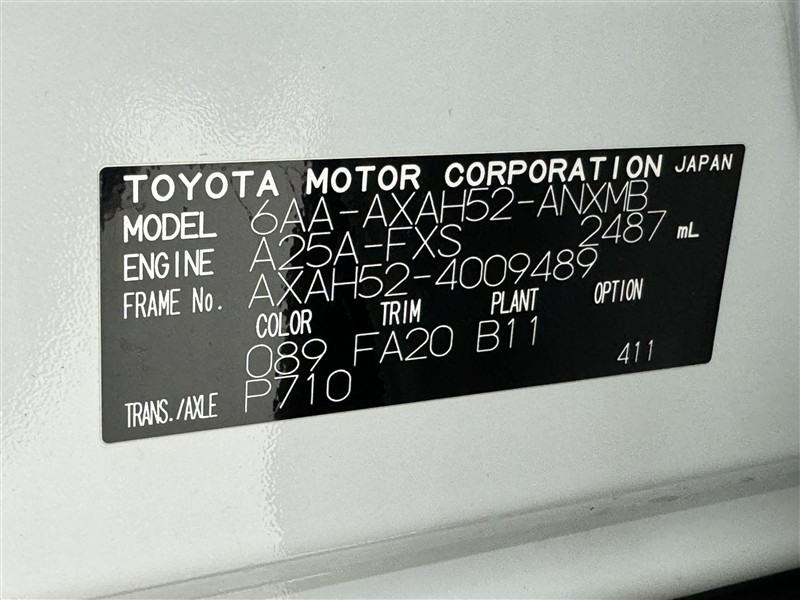 TOYOTA MOTOR CORPORATION JAPAN
MODEL 6AA-AXAH52-ANXMB
ENGINE A25A-FXS 2487 mL
FRAME No. AXAH52-4009489
COLOR TRIM PLANT OPTION
089 FA20 B11
TRANS./AXLE P710 411